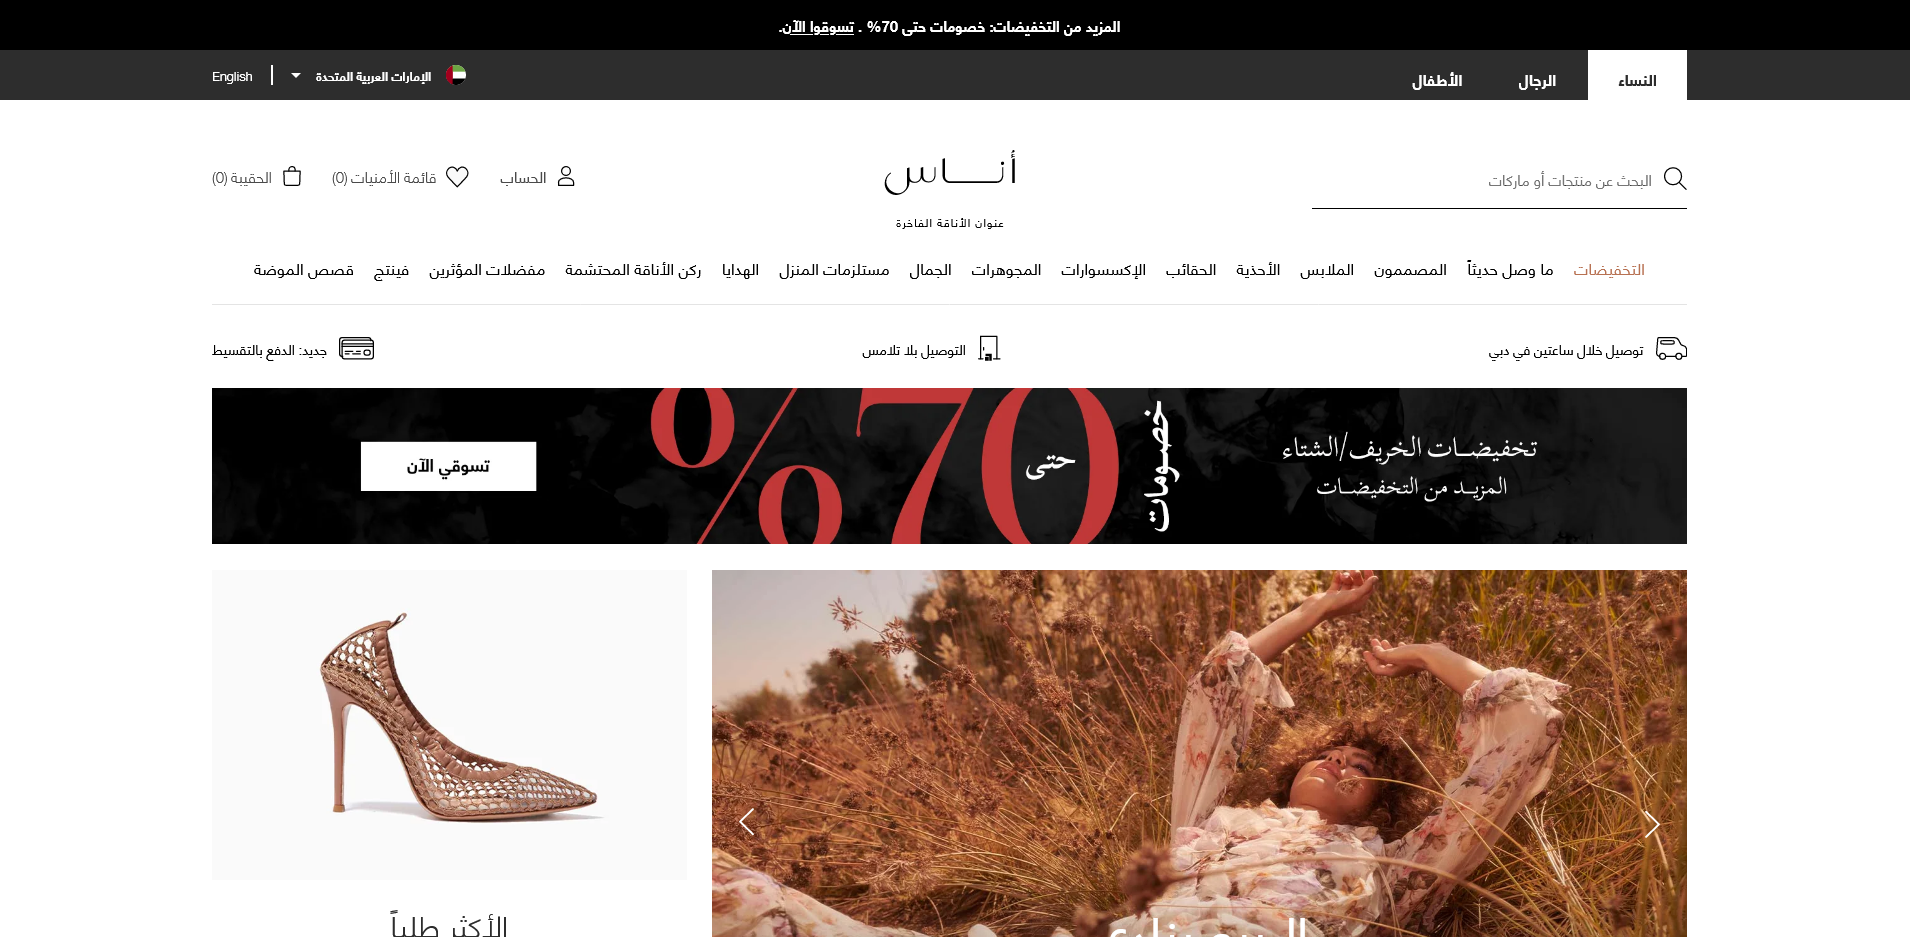 المزيد من التخفيضات: خصومات حتى 70% . تسوقوا الآن.
النساء
الرجال
الأطفال
الإمارات العربية المتحدة
English
البحث عن منتجات أو ماركات
أناس
عنوان الأناقة الفاخرة
الحساب
قائمة الأمنيات (0)
الحقيبة (0)
التخفيضات ما وصل حديثاً المصممون الملابس الأحذية الحقائب الإكسسوارات المجوهرات الجمال مستلزمات المنزل الهدايا ركن الأناقة المحتشمة مفضلات المؤثرين فينتج قصص الموضة
توصيل خلال ساعتين في دبي
التوصيل بلا تلامس
جديد: الدفع بالتقسيط
تخفيضات الخريف/الشتاء
المزيد من التخفيضات
خصومات
حتى
%70
تسوقي الآن
الأكثر طلباً